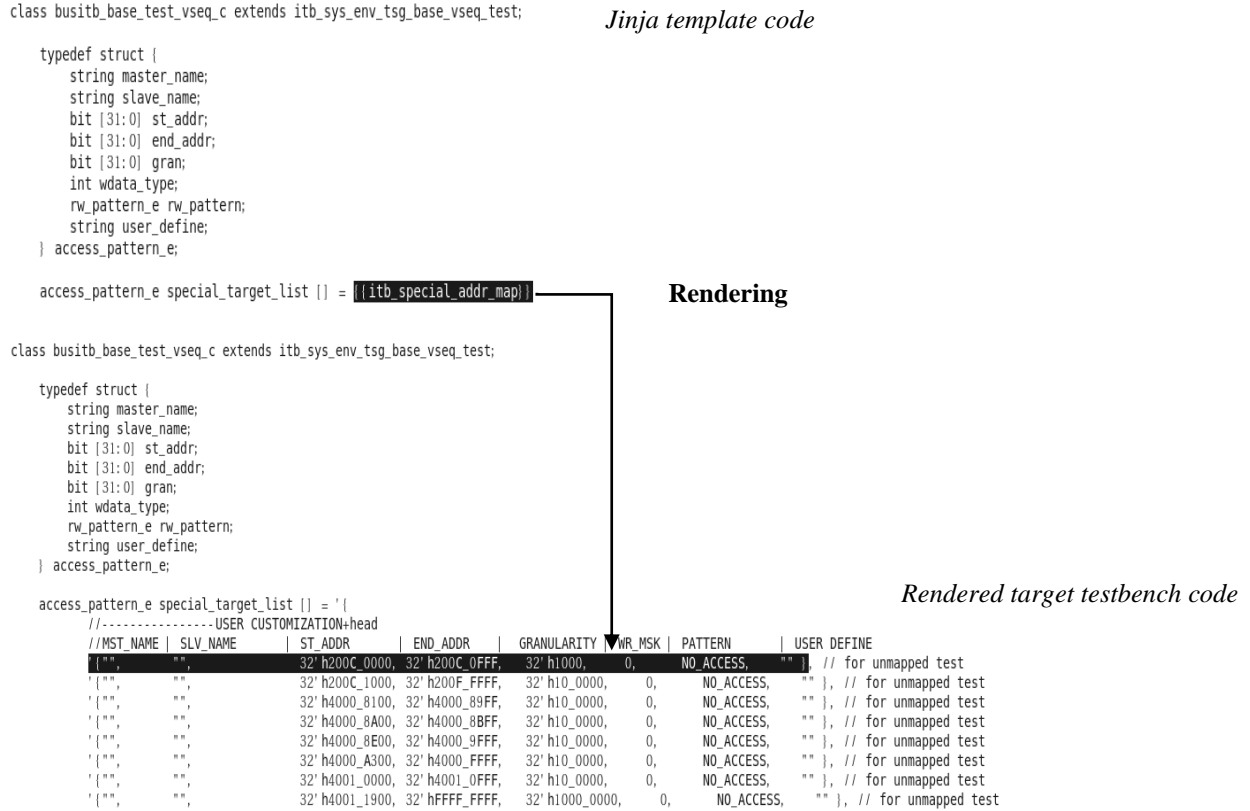 class busitb_base_test_vseq_c extends itb_sys_env_tsg_base_vseq_test;
Jinja template code
typedef struct {
string master_name;
string slave_name;
bit [31:0] st_addr;
bit [31:0] end_addr;
bit [31:0] gran;
int wdata_type;
rw_pattern_e rw_pattern;
string user_define;
} access_pattern_e;
access_pattern_e special_target_list [] = {{itb_special_addr_map}}
Rendering
class busitb_base_test_vseq_c extends itb_sys_env_tsg_base_vseq_test;
typedef struct {
string master_name;
string slave_name;
bit [31:0] st_addr;
bit [31:0] end_addr;
bit [31:0] gran;
int wdata_type;
rw_pattern_e rw_pattern;
string user_define;
} access_pattern_e;
Rendered target testbench code
access_pattern_e special_target_list [] = '{
//----------------USER CUSTOMIZATION+head
//MST_NAME | SLV_NAME | ST_ADDR | END_ADDR | GRANULARITY | WR_MSK | PATTERN | USER DEFINE
'{"", "", 32'h200C_0000, 32'h200C_0FFF, 32'h1000, 0, NO_ACCESS, "" }, // for unmapped test
'{"", "", 32'h200C_1000, 32'h200F_FFFF, 32'h10_0000, 0, NO_ACCESS, "" }, // for unmapped test
'{"", "", 32'h4000_8100, 32'h4000_89FF, 32'h10_0000, 0, NO_ACCESS, "" }, // for unmapped test
'{"", "", 32'h4000_8A00, 32'h4000_8BFF, 32'h10_0000, 0, NO_ACCESS, "" }, // for unmapped test
'{"", "", 32'h4000_8E00, 32'h4000_9FFF, 32'h10_0000, 0, NO_ACCESS, "" }, // for unmapped test
'{"", "", 32'h4000_A300, 32'h4000_FFFF, 32'h10_0000, 0, NO_ACCESS, "" }, // for unmapped test
'{"", "", 32'h4001_0000, 32'h4001_0FFF, 32'h10_0000, 0, NO_ACCESS, "" }, // for unmapped test
'{"", "", 32'h4001_1900, 32'hFFFF_FFFF, 32'h1000_0000, 0, NO_ACCESS, "" }, // for unmapped test